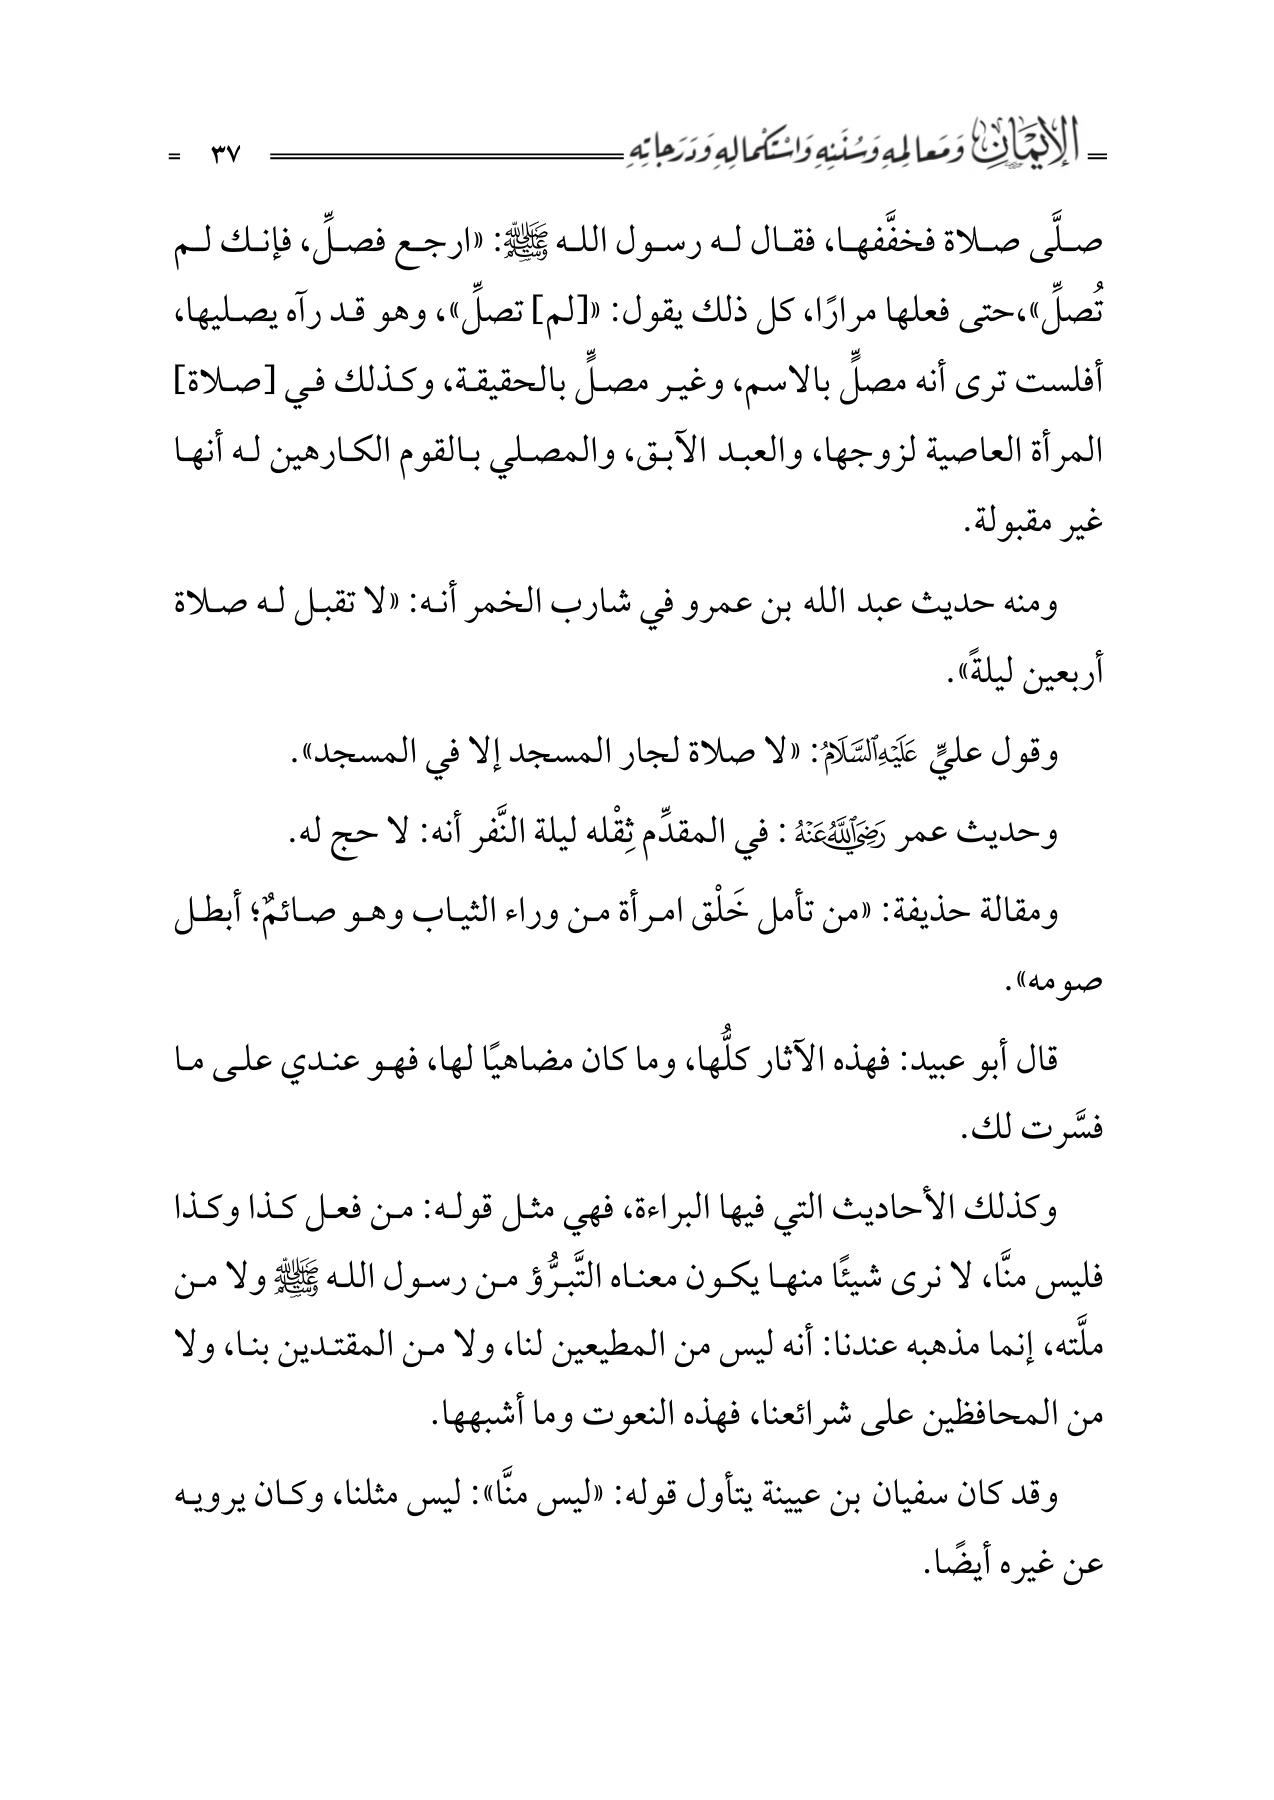 الإِيمَانِ وَمَعالِمِهِ وَسُنَنِهِ وَاسْتِكْمالِهِ وَدَرَجاتِهِ ٣٧
صلَّى صلاة فخفَّفها، فقال له رسول الله ﷺ: «ارجع فصلِّ، فإنك لم
تُصلِّ»،حتى فعلها مرارًا، كل ذلك يقول: «[لم] تصلِّ»، وهو قد رآه يصليها،
أفلست ترى أنه مصلٍّ بالاسم، وغير مصلٍّ بالحقيقة، وكذلك في [صلاة]
المرأة العاصية لزوجها، والعبد الآبق، والمصلي بالقوم الكارهين له أنها
غير مقبولة.
ومنه حديث عبد الله بن عمرو في شارب الخمر أنه: «لا تقبل له صلاة
أربعين ليلةً».
وقول عليٍّ عَلَيْهِ ٱلسَّلَامُ: «لا صلاة لجار المسجد إلا في المسجد».
وحديث عمر رَضِيَ ٱللَّهُ عَنْهُ : في المقدِّم ثِقْله ليلة النَّفر أنه: لا حج له.
ومقالة حذيفة: «من تأمل خَلْق امرأة من وراء الثياب وهو صائمٌ؛ أبطل
صومه».
قال أبو عبيد: فهذه الآثار كلُّها، وما كان مضاهيًا لها، فهو عندي على ما
فسَّرت لك.
وكذلك الأحاديث التي فيها البراءة، فهي مثل قوله: من فعل كذا وكذا
فليس منَّا، لا نرى شيئًا منها يكون معناه التَّبرُّؤ من رسول الله ﷺ ولا من
ملَّته، إنما مذهبه عندنا: أنه ليس من المطيعين لنا، ولا من المقتدين بنا، ولا
من المحافظين على شرائعنا، فهذه النعوت وما أشبهها.
وقد كان سفيان بن عيينة يتأول قوله: «ليس منَّا»: ليس مثلنا، وكان يرويه
عن غيره أيضًا.